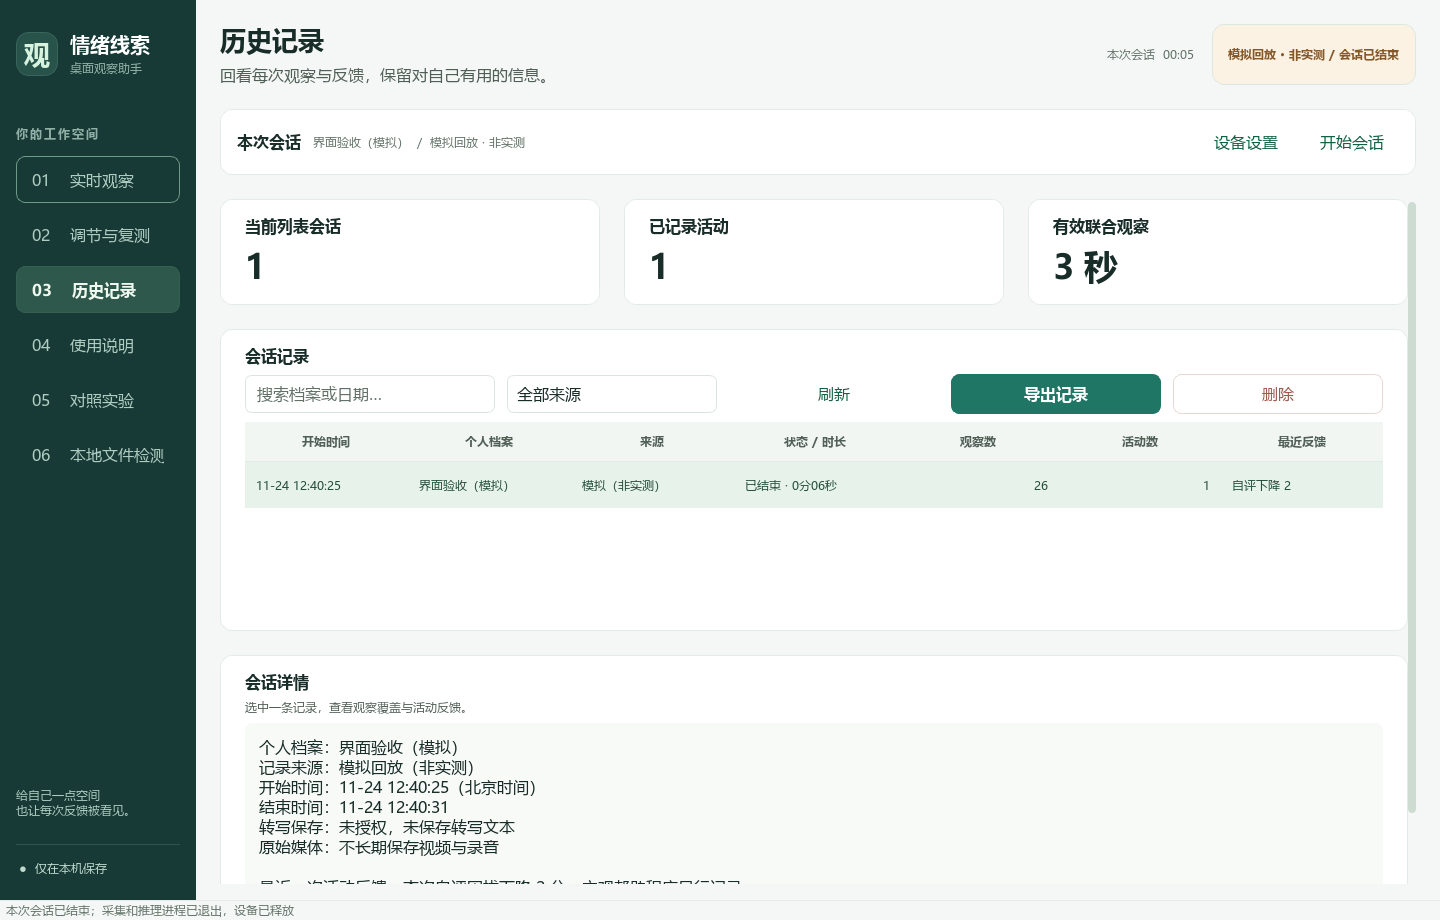 观
情绪线索
桌面观察助手
你的工作空间
01 实时观察
02 调节与复测
03 历史记录
04 使用说明
05 对照实验
06 本地文件检测
给自己一点空间
也让每次反馈被看见。
仅在本机保存
历史记录
回看每次观察与反馈，保留对自己有用的信息。
本次会话 00:05
模拟回放·非实测 / 会话已结束
本次会话 界面验收（模拟） / 模拟回放·非实测
设备设置
开始会话
当前列表会话
1
已记录活动
1
有效联合观察
3 秒
会话记录
搜索档案或日期...
全部来源
刷新
导出记录
删除
开始时间 个人档案 来源 状态 / 时长 观察数 活动数 最近反馈
11-24 12:40:25 界面验收（模拟） 模拟（非实测） 已结束·0分06秒 26 1 自评下降 2
会话详情
选中一条记录，查看观察覆盖与活动反馈。
个人档案：界面验收（模拟）
记录来源：模拟回放（非实测）
开始时间：11-24 12:40:25（北京时间）
结束时间：11-24 12:40:31
转写保存：未授权，未保存转写文本
原始媒体：不长期保存视频与录音
本次会话已结束；采集和推理进程已退出，设备已释放